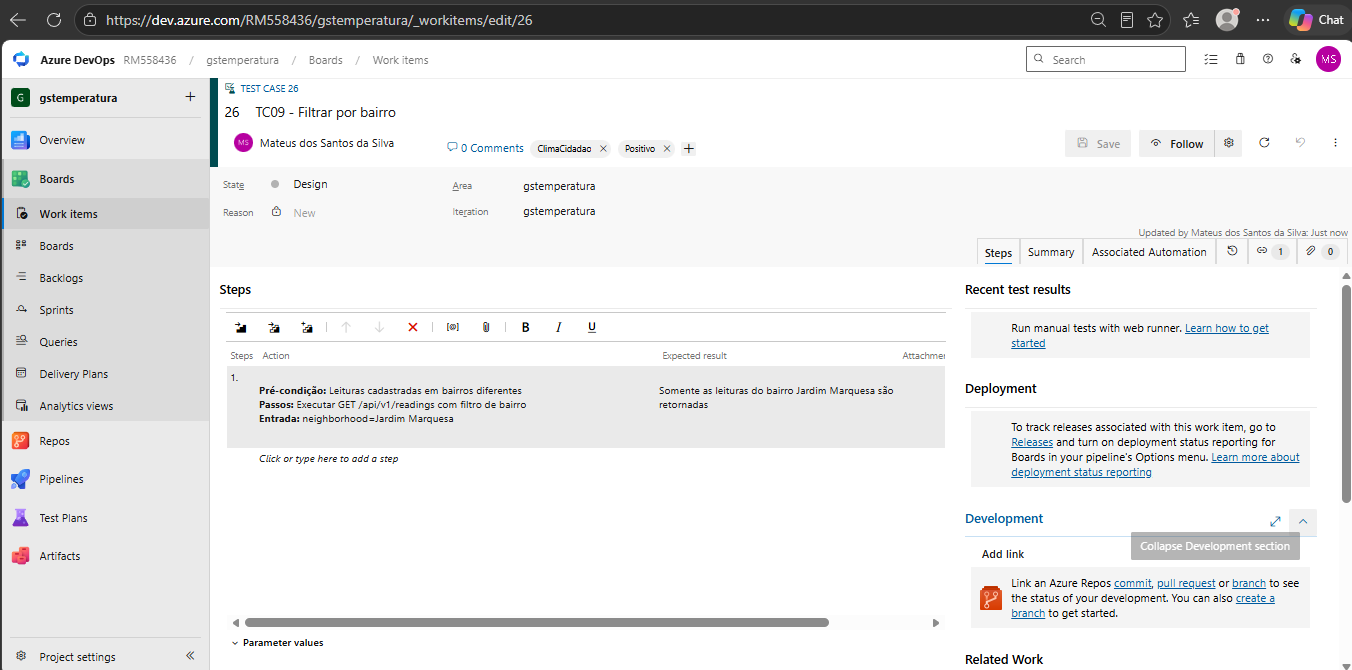 https://dev.azure.com/RM558436/gstemperatura/_workitems/edit/26
Chat
Azure DevOps RM558436 / gstemperatura / Boards / Work items
Search
MS
G gstemperatura
Overview
Boards
Work items
Boards
Backlogs
Sprints
Queries
Delivery Plans
Analytics views
Repos
Pipelines
Test Plans
Artifacts
Project settings
TEST CASE 26
26 TC09 - Filtrar por bairro
MS Mateus dos Santos da Silva
0 Comments
ClimaCidadao
Positivo
Save
Follow
State Design
Area gstemperatura
Reason New
Iteration gstemperatura
Updated by Mateus dos Santos da Silva: Just now
Steps Summary Associated Automation 1 0
Steps
B I U
Steps Action Expected result Attachmen
1.
Pré-condição: Leituras cadastradas em bairros diferentes
Passos: Executar GET /api/v1/readings com filtro de bairro
Entrada: neighborhood=Jardim Marquesa
Somente as leituras do bairro Jardim Marquesa são
retornadas
Click or type here to add a step
Parameter values
Recent test results
Run manual tests with web runner. Learn how to get
started
Deployment
To track releases associated with this work item, go to
Releases and turn on deployment status reporting for
Boards in your pipeline's Options menu. Learn more about
deployment status reporting
Development
Collapse Development section
Add link
Link an Azure Repos commit, pull request or branch to see
the status of your development. You can also create a
branch to get started.
Related Work